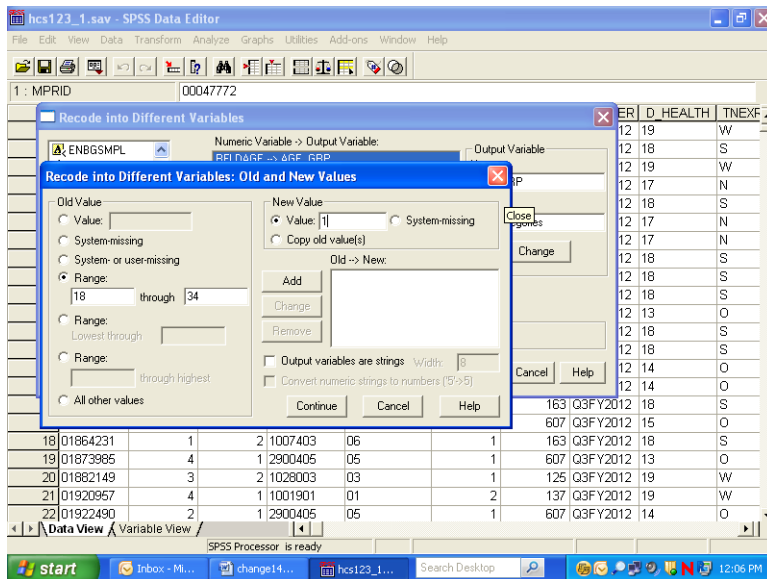 hcs123_1.sav - SPSS Data Editor
File Edit View Data Transform Analyze Graphs Utilities Add-ons Window Help
1 : MPRID 00047772
ER D_HEALTH TNEXF
Recode into Different Variables
ENBGSMPL
Numeric Variable -> Output Variable:
Output Variable
Change
Cancel Help
Recode into Different Variables: Old and New Values
Close
Old Value
Value:
System-missing
System- or user-missing
Range:
18 through 34
Range:
Lowest through
Range:
through highest
All other values
New Value
Value: 1 System-missing
Copy old value(s)
Old --> New:
Add
Change
Remove
Output variables are strings Width: 8
Convert numeric strings to numbers ('5'->5)
Continue Cancel Help
12 19 W
12 18 S
12 19 W
12 17 N
12 18 S
12 17 N
12 17 N
12 18 S
12 18 S
12 18 S
12 13 O
12 18 S
12 18 S
12 14 O
12 14 O
163 Q3FY2012 18 S
607 Q3FY2012 15 O
18 01864231 1 2 1007403 06 1 163 Q3FY2012 18 S
19 01873985 4 1 2900405 05 1 607 Q3FY2012 13 O
20 01882149 3 2 1028003 03 1 125 Q3FY2012 19 W
21 01920957 4 1 1001901 01 2 137 Q3FY2012 19 W
22 01922490 2 1 2900405 05 1 607 Q3FY2012 14 O
Data View Variable View
SPSS Processor is ready
start Inbox - Mi... change14... hcs123_1... Search Desktop 12:06 PM